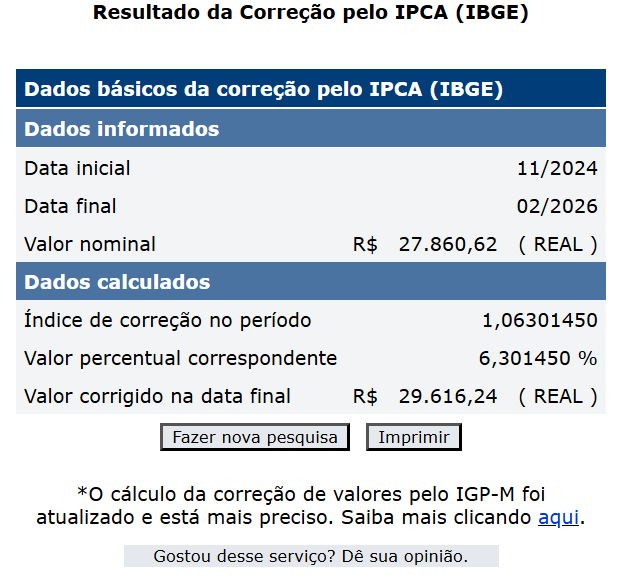 Resultado da Correção pelo IPCA (IBGE)
Dados básicos da correção pelo IPCA (IBGE)
Dados informados
Data inicial 11/2024
Data final 02/2026
Valor nominal R$ 27.860,62 ( REAL )
Dados calculados
Índice de correção no período 1,06301450
Valor percentual correspondente 6,301450 %
Valor corrigido na data final R$ 29.616,24 ( REAL )
Fazer nova pesquisa Imprimir
*O cálculo da correção de valores pelo IGP-M foi
atualizado e está mais preciso. Saiba mais clicando aqui.
Gostou desse serviço? Dê sua opinião.